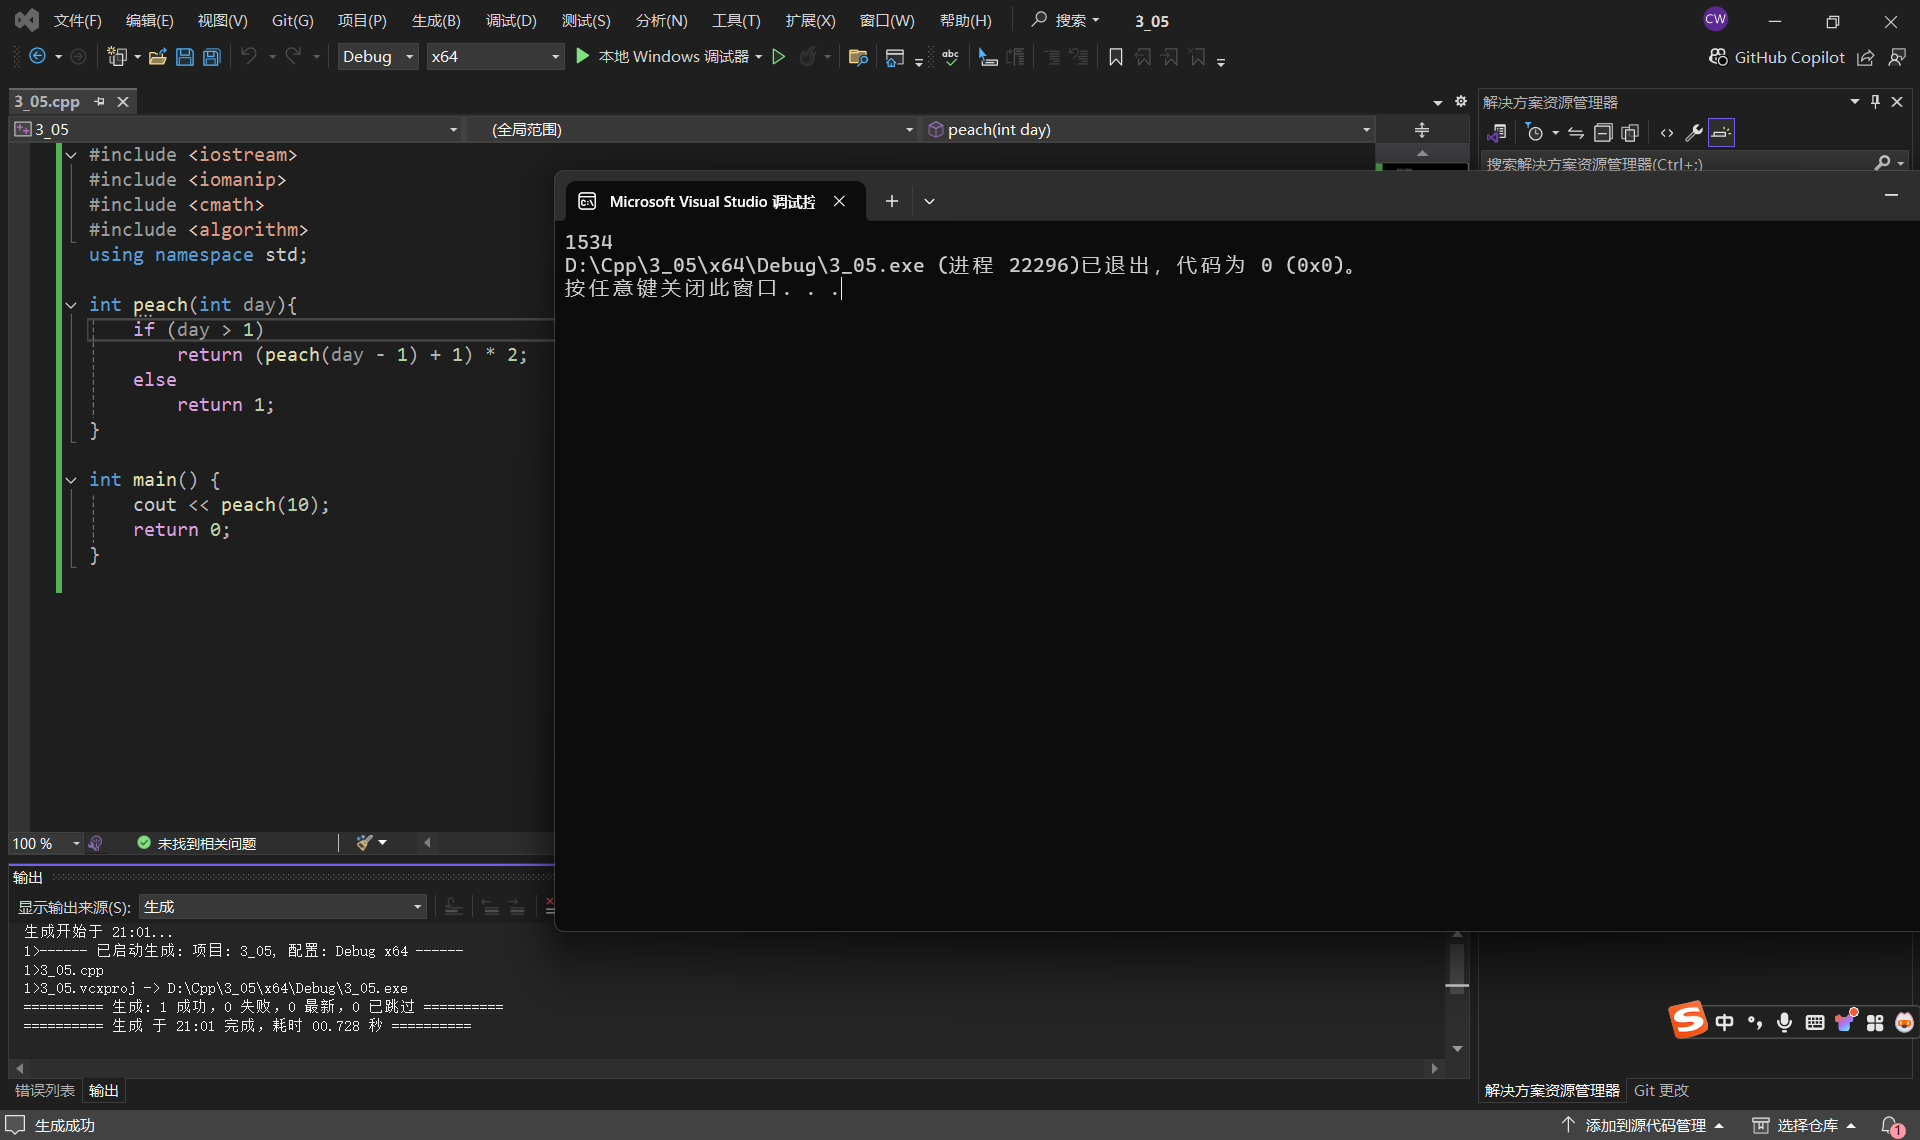 文件(F) 编辑(E) 视图(V) Git(G) 项目(P) 生成(B) 调试(D) 测试(S) 分析(N) 工具(T) 扩展(X) 窗口(W) 帮助(H) 搜索 3_05 CW
Debug x64 本地 Windows 调试器 abc GitHub Copilot
3_05.cpp
3_05 (全局范围) peach(int day)
#include <iostream>
#include <iomanip>
#include <cmath>
#include <algorithm>
using namespace std;
int peach(int day){
if (day > 1)
return (peach(day - 1) + 1) * 2;
else
return 1;
}
int main() {
cout << peach(10);
return 0;
}
解决方案资源管理器
搜索解决方案资源管理器(Ctrl+;)
Microsoft Visual Studio 调试控
1534
D:\Cpp\3_05\x64\Debug\3_05.exe (进程 22296)已退出，代码为 0 (0x0)。
按任意键关闭此窗口. . .
100 % 未找到相关问题
输出
显示输出来源(S): 生成
生成开始于 21:01...
1>------ 已启动生成: 项目: 3_05, 配置: Debug x64 ------
1>3_05.cpp
1>3_05.vcxproj -> D:\Cpp\3_05\x64\Debug\3_05.exe
========== 生成: 1 成功，0 失败，0 最新，0 已跳过 ==========
========== 生成 于 21:01 完成，耗时 00.728 秒 ==========
错误列表 输出
中
解决方案资源管理器 Git 更改
生成成功 添加到源代码管理 选择仓库 1